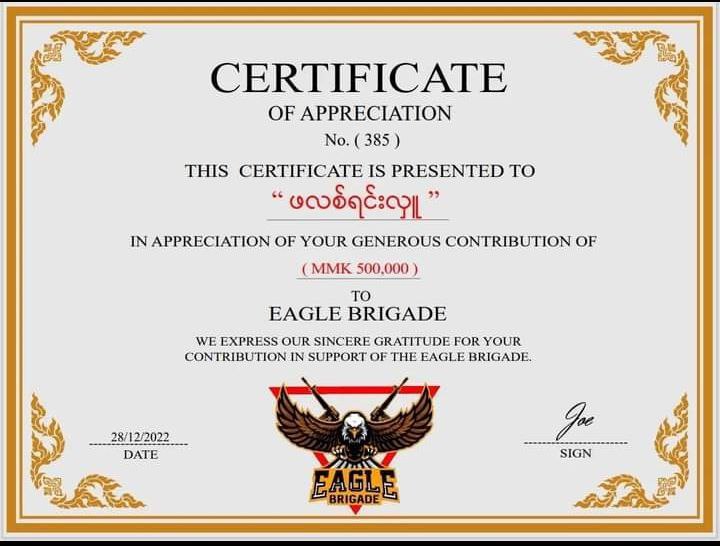 CERTIFICATE
OF APPRECIATION
No. ( 385 )
THIS CERTIFICATE IS PRESENTED TO
“ ဖလစ်ရင်းလှူ ”
IN APPRECIATION OF YOUR GENEROUS CONTRIBUTION OF
( MMK 500,000 )
TO
EAGLE BRIGADE
WE EXPRESS OUR SINCERE GRATITUDE FOR YOUR
CONTRIBUTION IN SUPPORT OF THE EAGLE BRIGADE.
EAGLE
BRIGADE
28/12/2022
DATE
Joe
SIGN